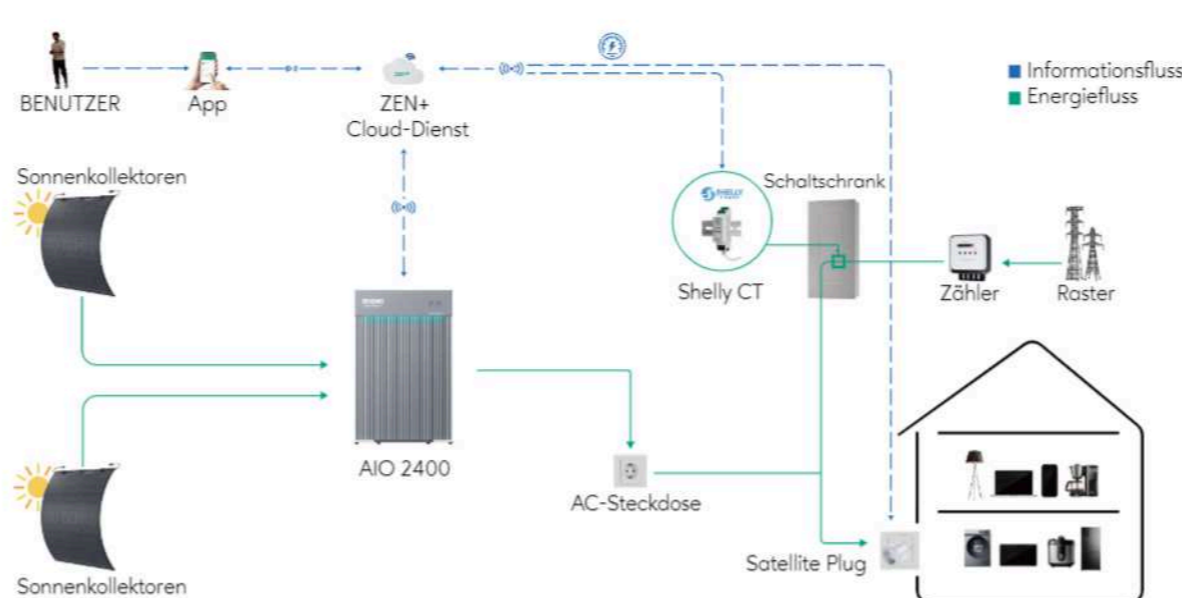 Informationsfluss
Energiefluss
BENUTZER
App
ZEN+
Cloud-Dienst
Sonnenkollektoren
Schaltschrank
SHELLY
Shelly CT
Zähler
Raster
AIO 2400
AC-Steckdose
Satellite Plug
Sonnenkollektoren